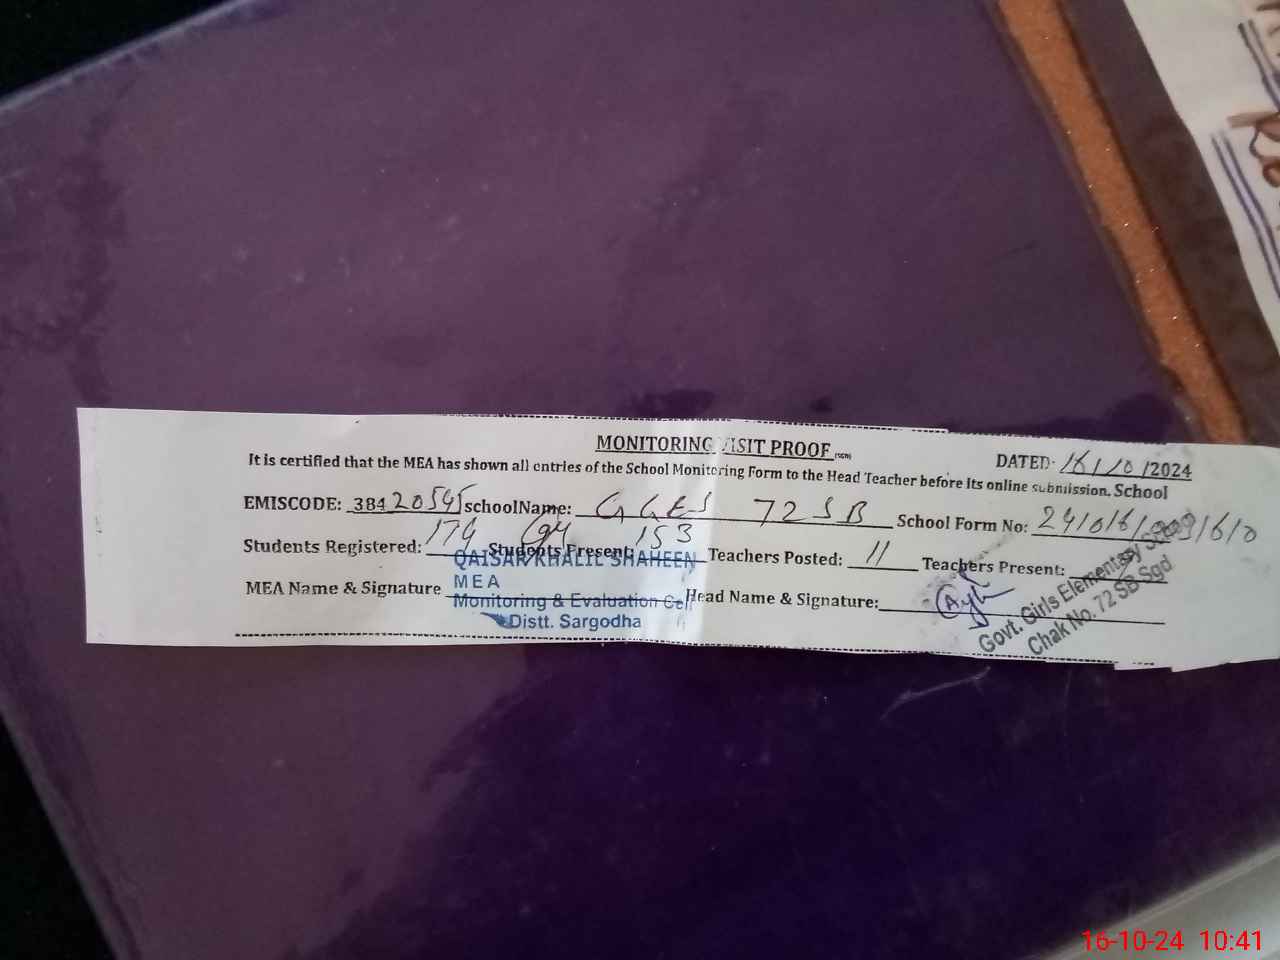 MONITORING VISIT PROOF
DATED: 16/10/2024
It is certified that the MEA has shown all entries of the School Monitoring Form to the Head Teacher before its online submission. School
EMISCODE: 38420545 schoolName: GGES 72 SB School Form No:
Students Registered: 174 Students Present: 153 Teachers Posted: 11 Teachers Present:
MEA Name & Signature Head Name & Signature:
QAISAR KHALIL SHAHEEN
MEA
Monitoring & Evaluation Cell
Distt. Sargodha
Govt. Girls Elementary School
Chak No. 72 SB Sgd
16-10-24 10:41